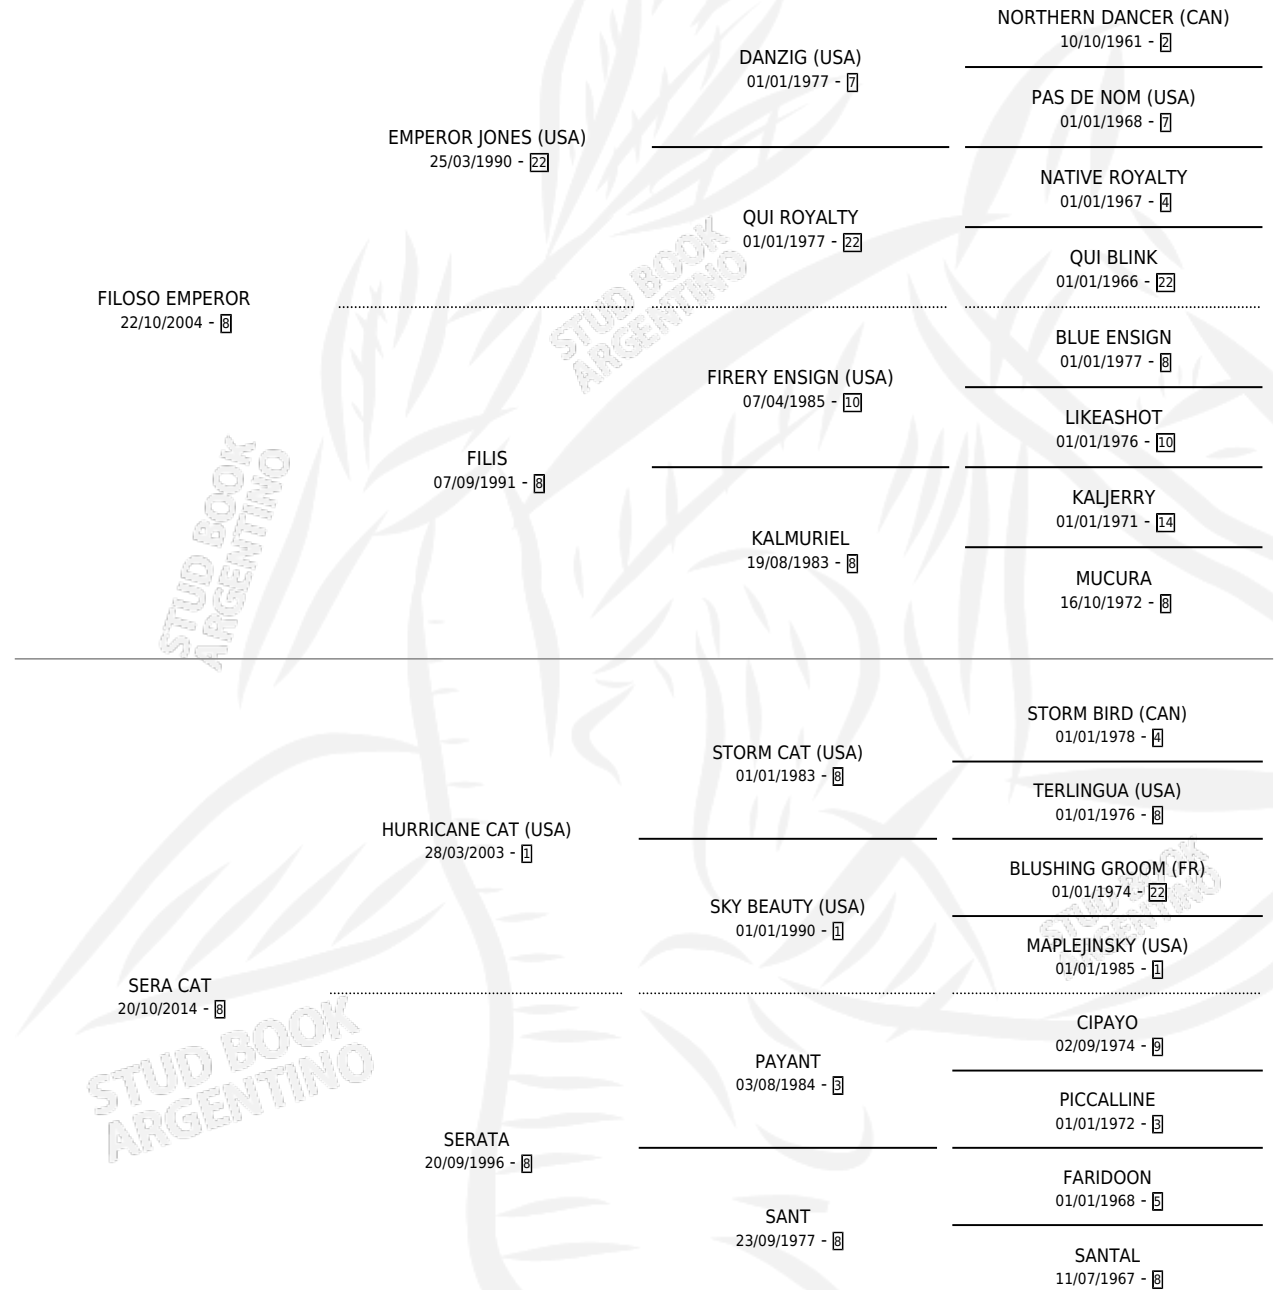 NORTHERN DANCER (CAN)
10/10/1961 - 2
DANZIG (USA)
01/01/1977 - 7
PAS DE NOM (USA)
01/01/1968 - 7
EMPEROR JONES (USA)
25/03/1990 - 22
NATIVE ROYALTY
01/01/1967 - 4
QUI ROYALTY
01/01/1977 - 22
QUI BLINK
01/01/1966 - 22
FILOSO EMPEROR
22/10/2004 - 8
BLUE ENSIGN
01/01/1977 - 8
FIRERY ENSIGN (USA)
07/04/1985 - 10
LIKEASHOT
01/01/1976 - 10
FILIS
07/09/1991 - 8
KALJERRY
01/01/1971 - 14
KALMURIEL
19/08/1983 - 8
MUCURA
16/10/1972 - 8
STUD BOOK
ARGENTINO
STUD BOOK
ARGENTINO
STORM BIRD (CAN)
01/01/1978 - 4
STORM CAT (USA)
01/01/1983 - 8
TERLINGUA (USA)
01/01/1976 - 8
HURRICANE CAT (USA)
28/03/2003 - 1
BLUSHING GROOM (FR)
01/01/1974 - 22
SKY BEAUTY (USA)
01/01/1990 - 1
MAPLEJINSKY (USA)
01/01/1985 - 1
SERA CAT
20/10/2014 - 8
CIPAYO
02/09/1974 - 9
PAYANT
03/08/1984 - 3
PICCALLINE
01/01/1972 - 3
SERATA
20/09/1996 - 8
FARIDOON
01/01/1968 - 5
SANT
23/09/1977 - 8
SANTAL
11/07/1967 - 8
STUD BOOK
ARGENTINO
STUD BOOK
ARGENTINO